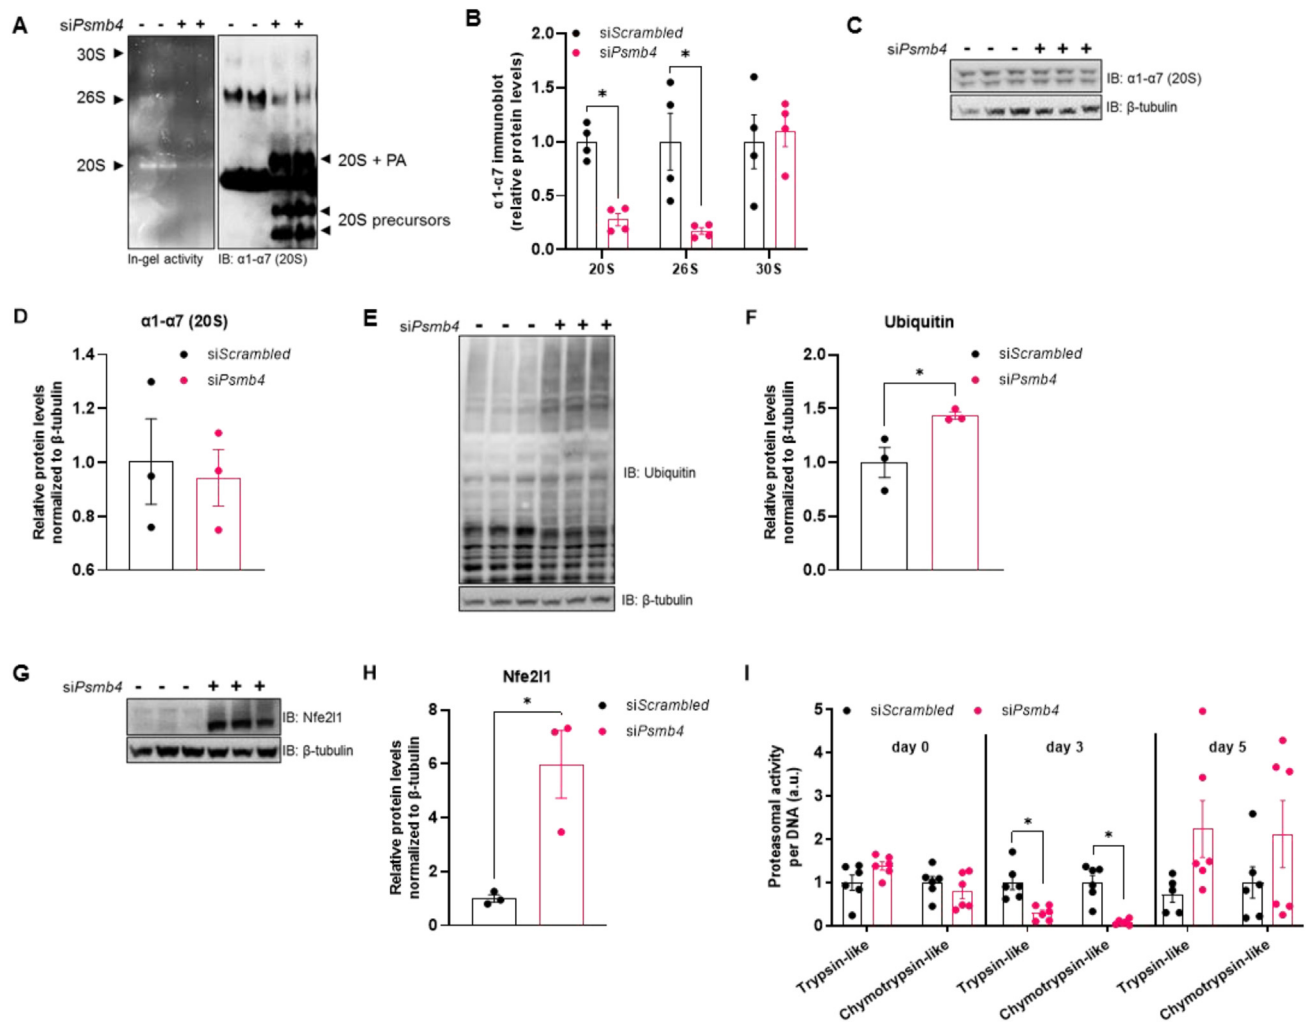 A
siPsmb4
- - + +
- - + +
30S
26S
20S
20S + PA
20S precursors
In-gel activity
IB: α1-α7 (20S)
B
siScrambled
siPsmb4
α1-α7 immunoblot
(relative protein levels)
2.0
1.5
1.0
0.5
0.0
*
*
20S
26S
30S
C
siPsmb4
- - - + + +
IB: α1-α7 (20S)
IB: β-tubulin
D
α1-α7 (20S)
siScrambled
siPsmb4
Relative protein levels
normalized to β-tubulin
1.4
1.2
1.0
0.8
0.6
E
siPsmb4
- - - + + +
IB: Ubiquitin
IB: β-tubulin
F
Ubiquitin
siScrambled
siPsmb4
Relative protein levels
normalized to β-tubulin
2.0
1.5
1.0
0.5
0.0
*
G
siPsmb4
- - - + + +
IB: Nfe2l1
IB: β-tubulin
H
Nfe2l1
siScrambled
siPsmb4
Relative protein levels
normalized to β-tubulin
8
6
4
2
0
*
I
siScrambled
siPsmb4
Proteasomal activity
per DNA (a.u.)
5
4
3
2
1
0
day 0
day 3
day 5
*
*
Trypsin-like
Chymotrypsin-like
Trypsin-like
Chymotrypsin-like
Trypsin-like
Chymotrypsin-like